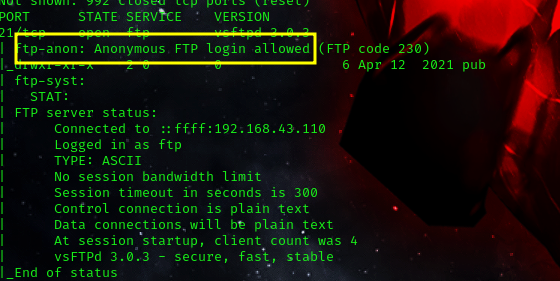 Not shown: 992 closed tcp ports (reset)
PORT STATE SERVICE VERSION
21/tcp open ftp vsftpd 3.0.3
| ftp-anon: Anonymous FTP login allowed (FTP code 230)
|_drwxr-xr-x 2 0 0 6 Apr 12 2021 pub
| ftp-syst:
| STAT:
| FTP server status:
| Connected to ::ffff:192.168.43.110
| Logged in as ftp
| TYPE: ASCII
| No session bandwidth limit
| Session timeout in seconds is 300
| Control connection is plain text
| Data connections will be plain text
| At session startup, client count was 4
| vsFTPd 3.0.3 - secure, fast, stable
|_End of status